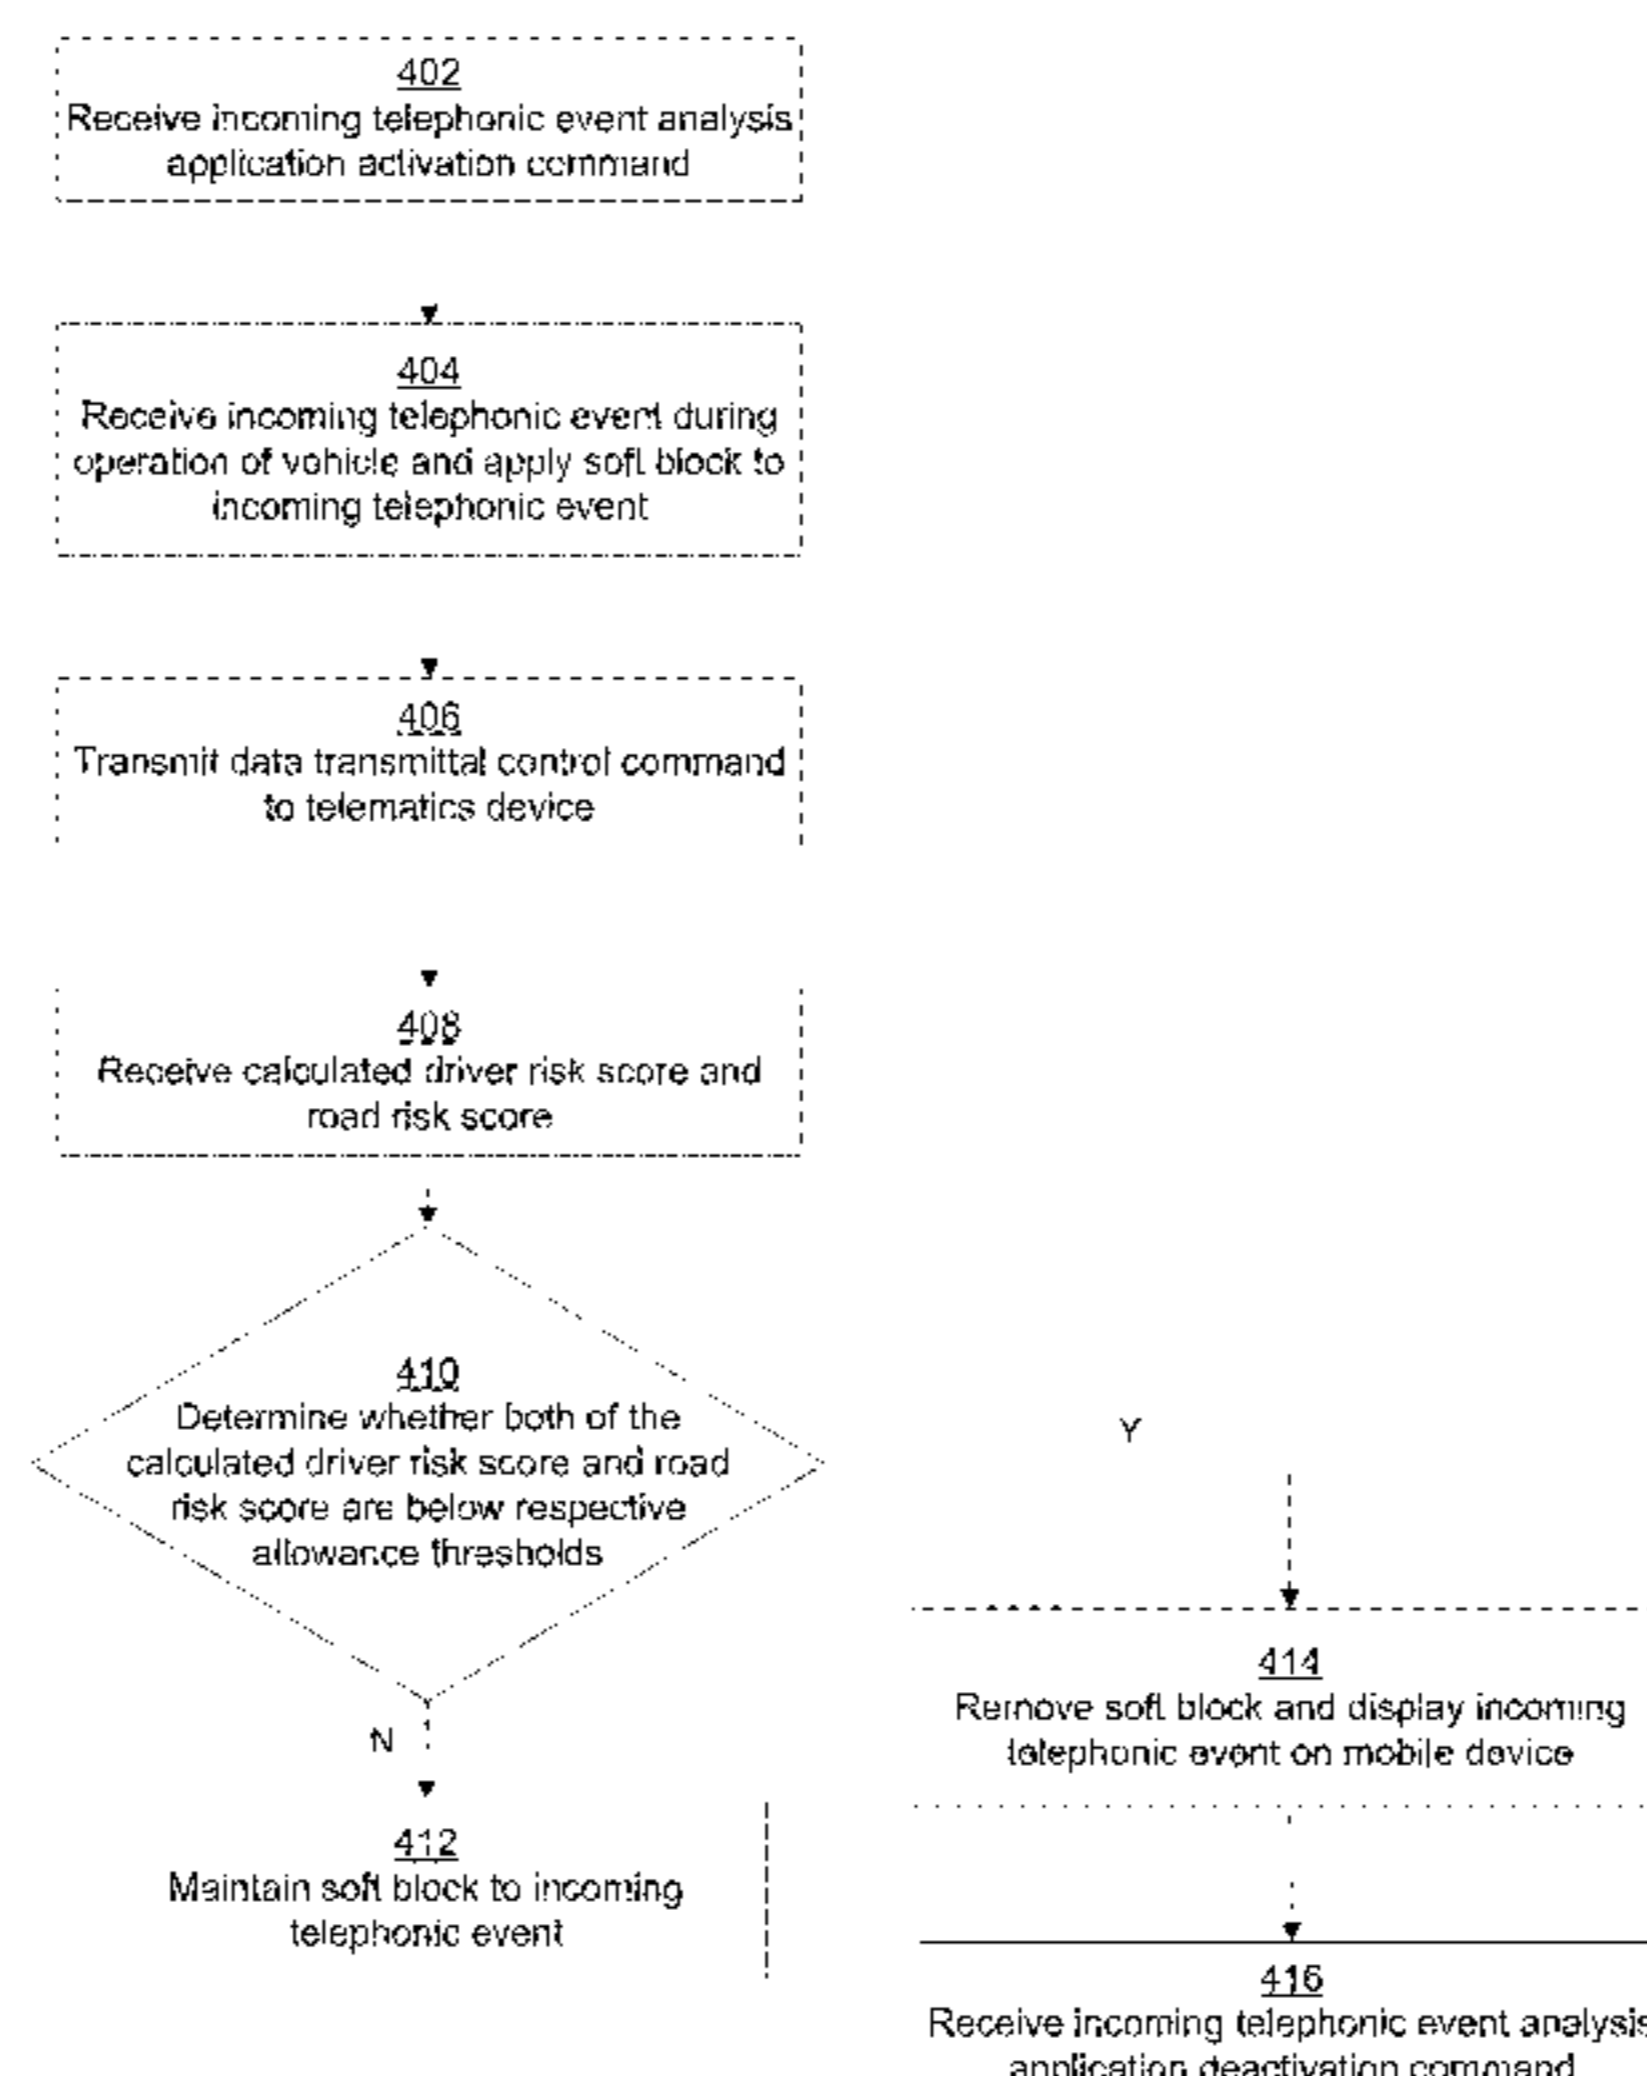 402
Receive incoming telephonic event analysis
application activation command
404
Receive incoming telephonic event during
operation of vehicle and apply soft block to
incoming telephonic event
406
Transmit data transmittal control command
to telematics device
408
Receive calculated driver risk score and
road risk score
410
Determine whether both of the
calculated driver risk score and road
risk score are below respective
allowance thresholds
Y
N
412
Maintain soft block to incoming
telephonic event
414
Remove soft block and display incoming
telephonic event on mobile device
416
Receive incoming telephonic event analysis
application deactivation command